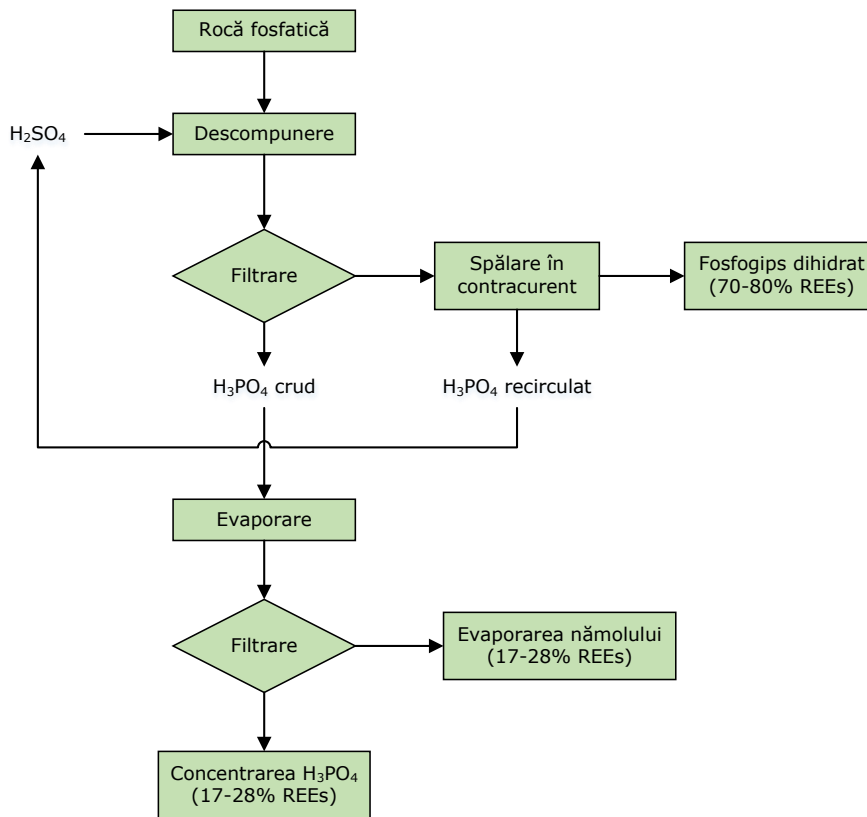 Rocă fosfatică
H₂SO₄
Descompunere
Filtrare
Spălare în
contracurent
Fosfogips dihidrat
(70-80% REEs)
H₃PO₄ crud
H₃PO₄ recirculat
Evaporare
Filtrare
Evaporarea nămolului
(17-28% REEs)
Concentrarea H₃PO₄
(17-28% REEs)